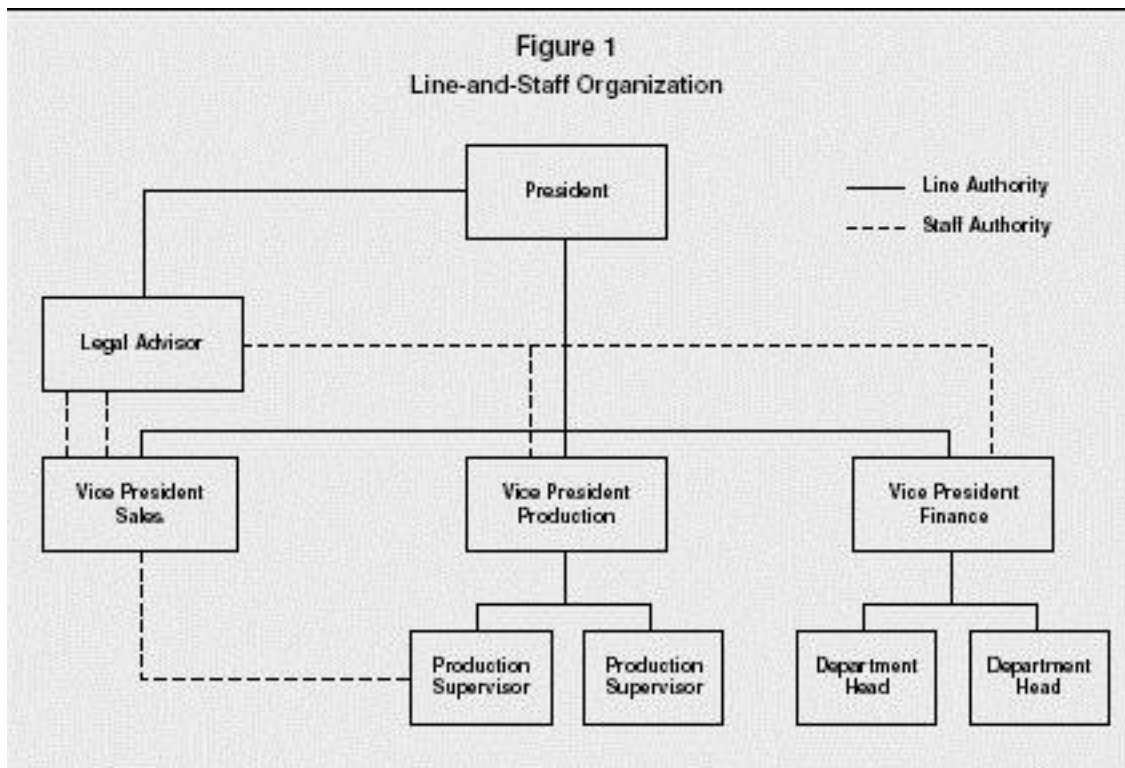 Figure 1
Line-and-Staff Organization
President
Line Authority
Staff Authority
Legal Advisor
Vice President
Sales
Vice President
Production
Vice President
Finance
Production
Supervisor
Production
Supervisor
Department
Head
Department
Head